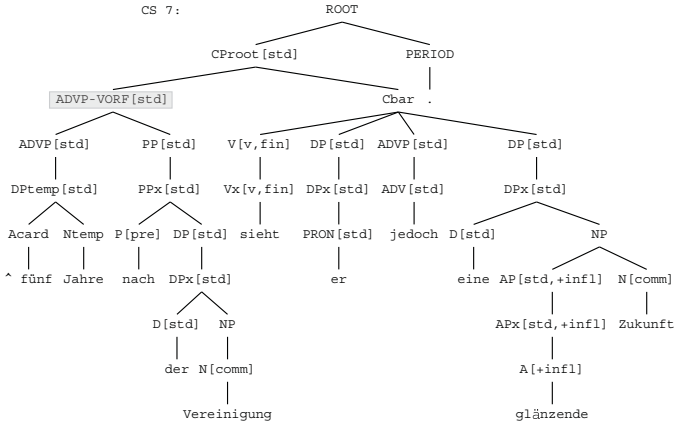 CS 7: ROOT
CProot[std] PERIOD
ADVP-VORF[std] Cbar .
ADVP[std] PP[std] V[v,fin] DP[std] ADVP[std] DP[std]
DPtemp[std] PPx[std] Vx[v,fin] DPx[std] ADV[std] DPx[std]
Acard Ntemp P[pre] DP[std] sieht PRON[std] jedoch D[std] NP
^ fünf Jahre nach DPx[std] er eine AP[std,+infl] N[comm]
D[std] NP APx[std,+infl] Zukunft
der N[comm] A[+infl]
Vereinigung glänzende